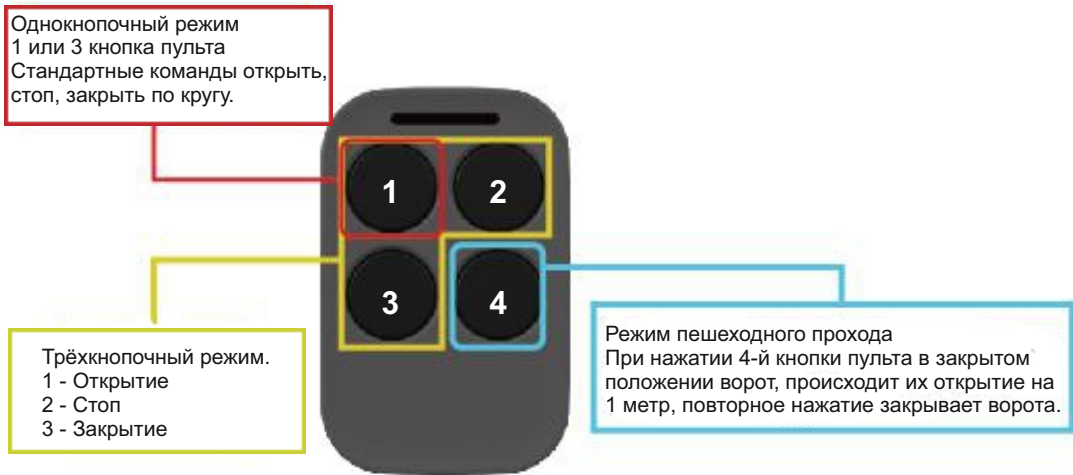 Однокнопочный режим
1 или 3 кнопка пульта
Стандартные команды открыть,
стоп, закрыть по кругу.
1
2
3
4
Трёхкнопочный режим.
1 - Открытие
2 - Стоп
3 - Закрытие
Режим пешеходного прохода
При нажатии 4-й кнопки пульта в закрытом
положении ворот, происходит их открытие на
1 метр, повторное нажатие закрывает ворота.